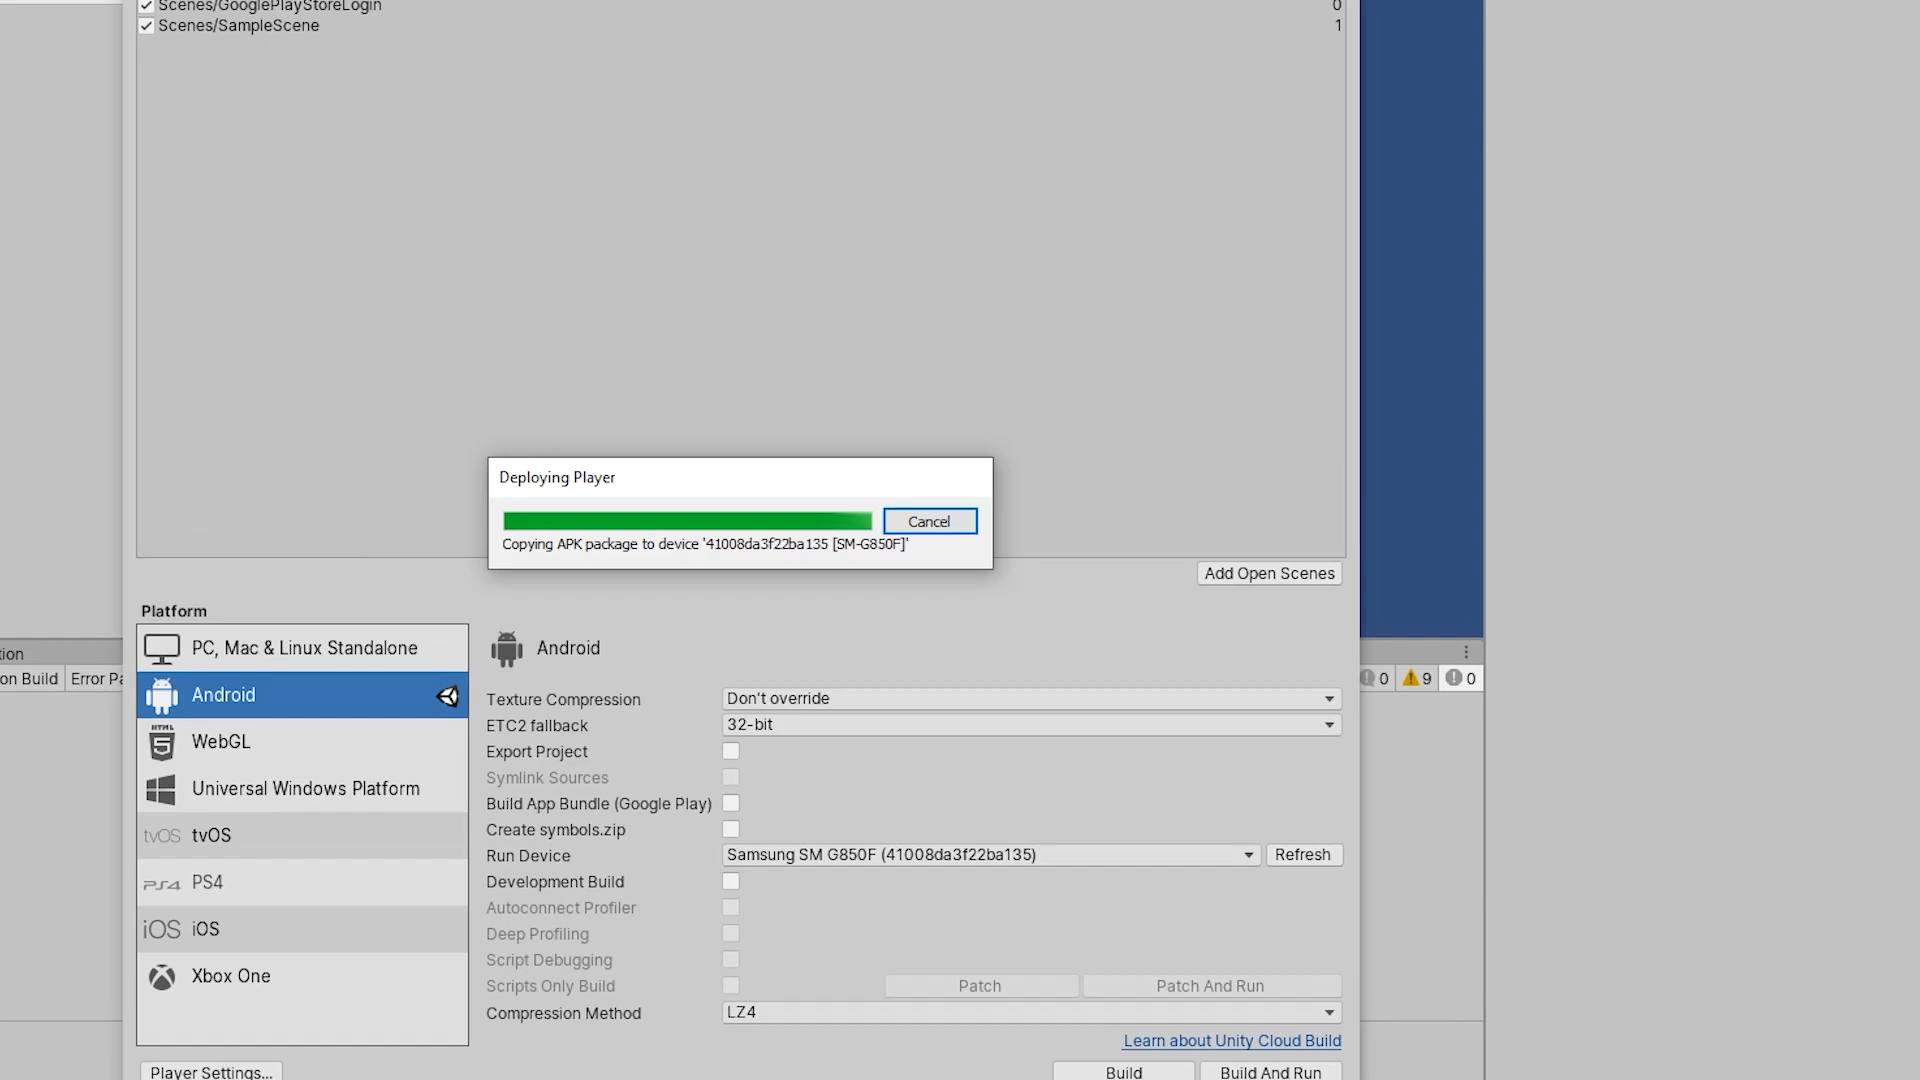 Scenes/GooglePlayStoreLogin 0
Scenes/SampleScene 1
Deploying Player
Cancel
Copying APK package to device '41008da3f22ba135 [SM-G850F]'
Add Open Scenes
Platform
PC, Mac & Linux Standalone
Android
HTML 5 WebGL
Universal Windows Platform
tvOS tvOS
PS4 PS4
iOS iOS
Xbox One
Android
Texture Compression Don't override
ETC2 fallback 32-bit
Export Project
Symlink Sources
Build App Bundle (Google Play)
Create symbols.zip
Run Device Samsung SM G850F (41008da3f22ba135) Refresh
Development Build
Autoconnect Profiler
Deep Profiling
Script Debugging
Scripts Only Build Patch Patch And Run
Compression Method LZ4
Learn about Unity Cloud Build
Player Settings... Build Build And Run
tion
on Build Error Pa
0 9 0